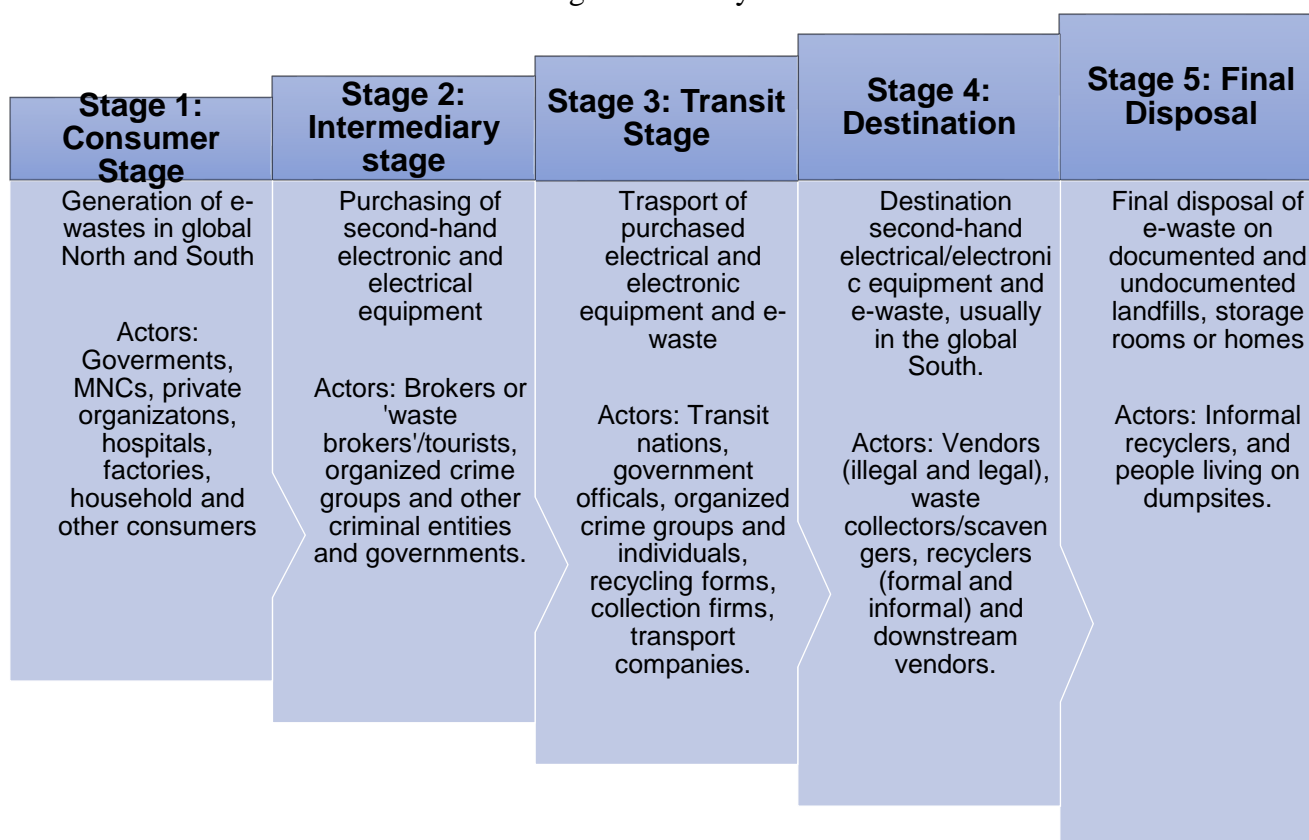 Stage 1:
Consumer
Stage
Generation of e-
wastes in global
North and South
Actors:
Goverments,
MNCs, private
organizatons,
hospitals,
factories,
household and
other consumers
Stage 2:
Intermediary
stage
Purchasing of
second-hand
electronic and
electrical
equipment
Actors: Brokers or
'waste
brokers'/tourists,
organized crime
groups and other
criminal entities
and governments.
Stage 3: Transit
Stage
Trasport of
purchased
electrical and
electronic
equipment and e-
waste
Actors: Transit
nations,
government
officals, organized
crime groups and
individuals,
recycling forms,
collection firms,
transport
companies.
Stage 4:
Destination
Destination
second-hand
electrical/electroni
c equipment and
e-waste, usually
in the global
South.
Actors: Vendors
(illegal and legal),
waste
collectors/scaven
gers, recyclers
(formal and
informal) and
downstream
vendors.
Stage 5: Final
Disposal
Final disposal of
e-waste on
documented and
undocumented
landfills, storage
rooms or homes
Actors: Informal
recyclers, and
people living on
dumpsites.